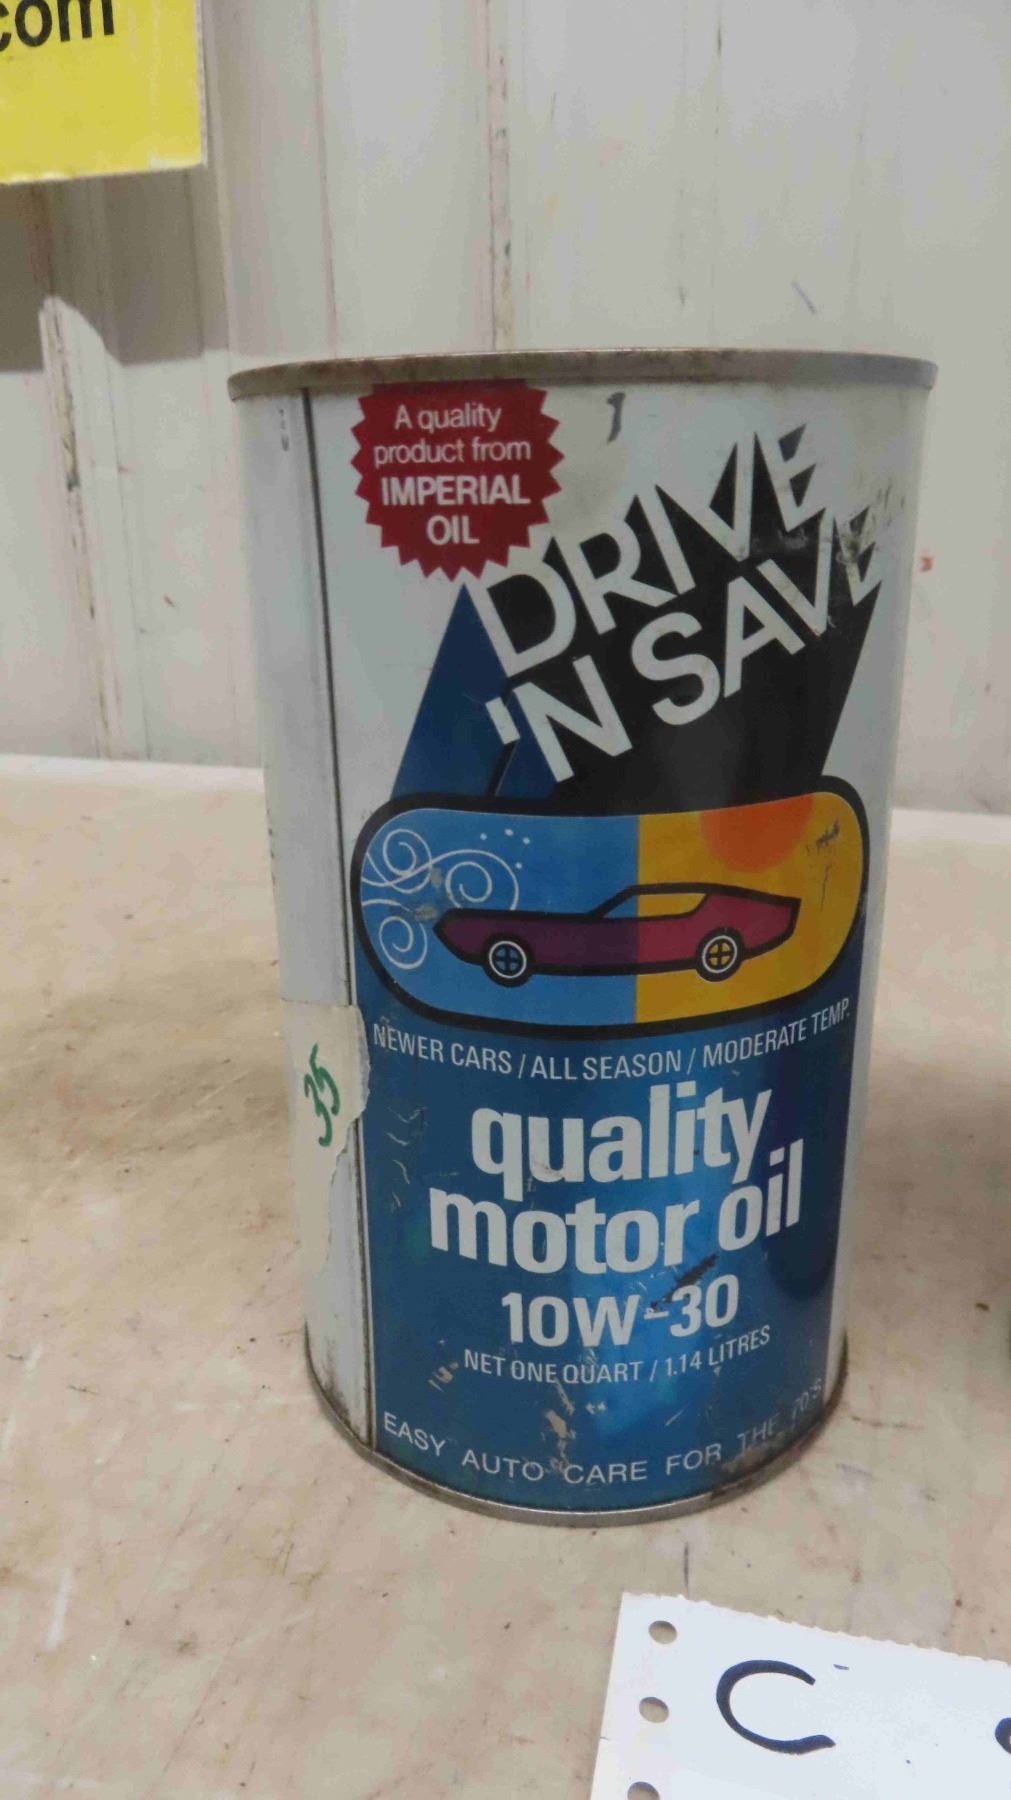 com
A quality
product from
IMPERIAL
OIL
DRIVE
'N SAVE
NEWER CARS / ALL SEASON / MODERATE TEMP.
quality
motor oil
10W-30
NET ONE QUART / 1.14 LITRES
EASY AUTO CARE FOR THE 70'S
35
C